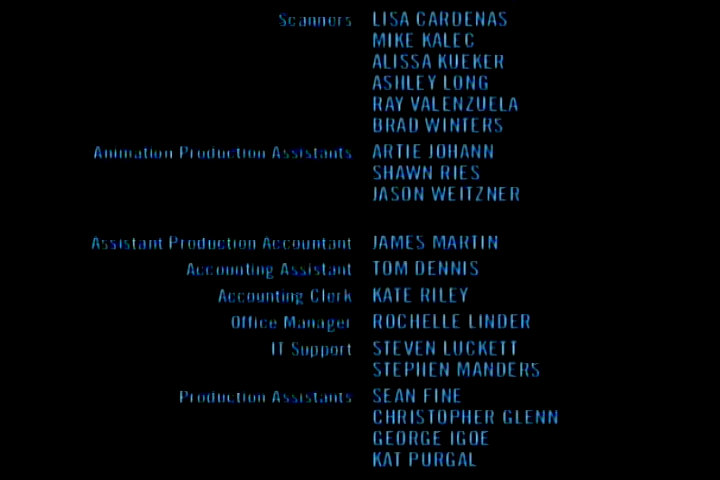 Scanners LISA CARDENAS
MIKE KALEC
ALISSA KUEKER
ASHLEY LONG
RAY VALENZUELA
BRAD WINTERS
Animation Production Assistants ARTIE JOHANN
SHAWN RIES
JASON WEITZNER
Assistant Production Accountant JAMES MARTIN
Accounting Assistant TOM DENNIS
Accounting Clerk KATE RILEY
Office Manager ROCHELLE LINDER
IT Support STEVEN LUCKETT
STEPHEN MANDERS
Production Assistants SEAN FINE
CHRISTOPHER GLENN
GEORGE IGOE
KAT PURGAL